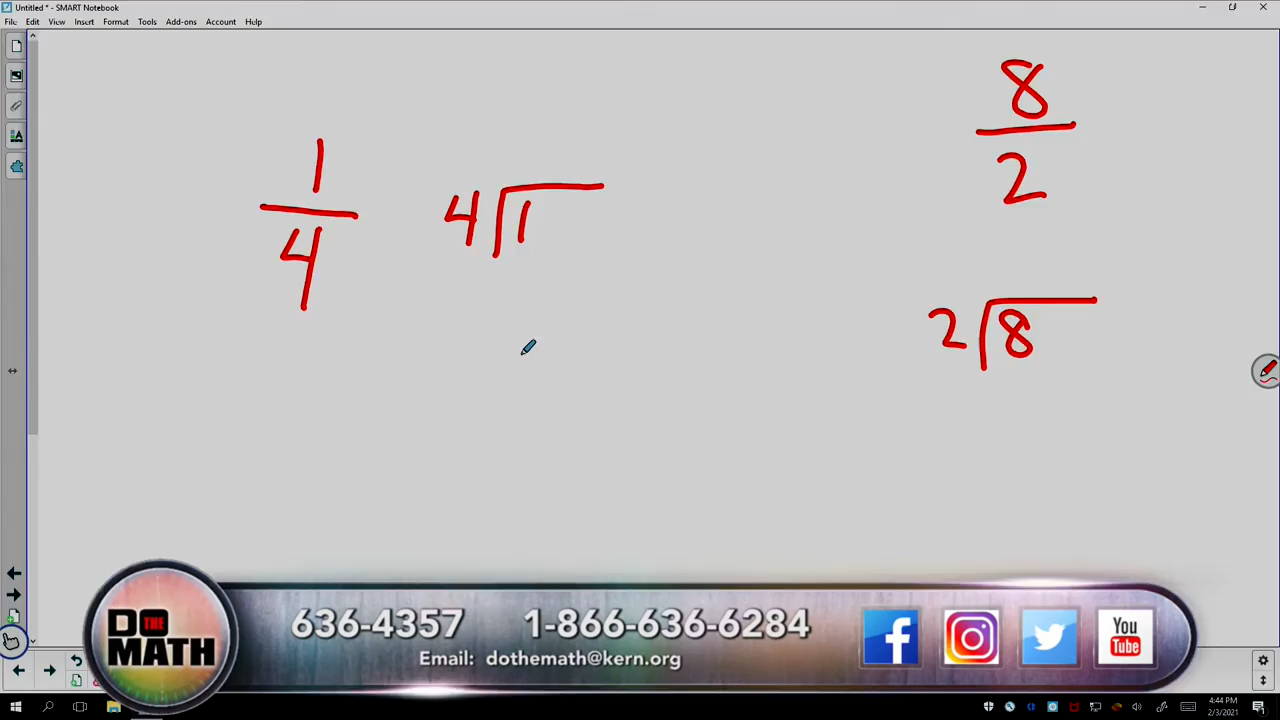 Untitled * - SMART Notebook
File Edit View Insert Format Tools Add-ons Account Help
1
4
4 1
8
2
2 8
DO THE MATH
636-4357 1-866-636-6284
Email: dothemath@kern.org
You Tube
4:44 PM
2/3/2021